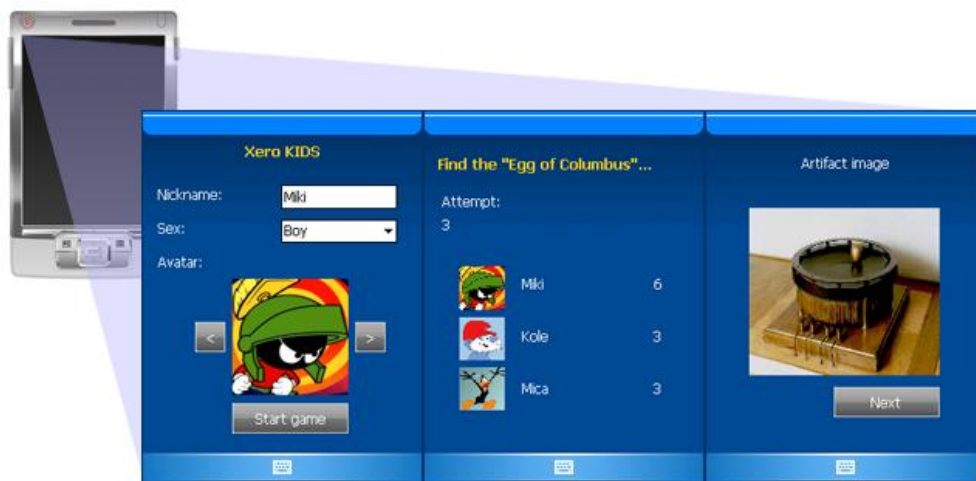 Xero KIDS
Nickname:
Miki
Sex:
Boy
Avatar:
<
>
Start game
Find the "Egg of Columbus"...
Attempt:
3
Miki 6
Kole 3
Mica 3
Artifact image
Next